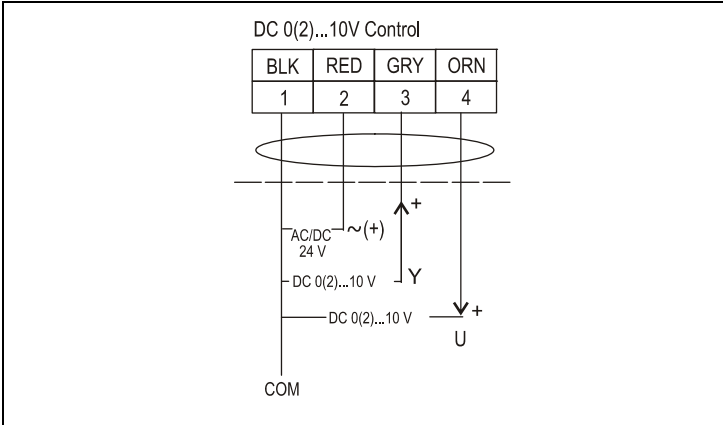 DC 0(2)...10V Control
BLK RED GRY ORN
1 2 3 4
+
AC/DC ~(+)
24 V
DC 0(2)...10 V Y
DC 0(2)...10 V +
U
COM